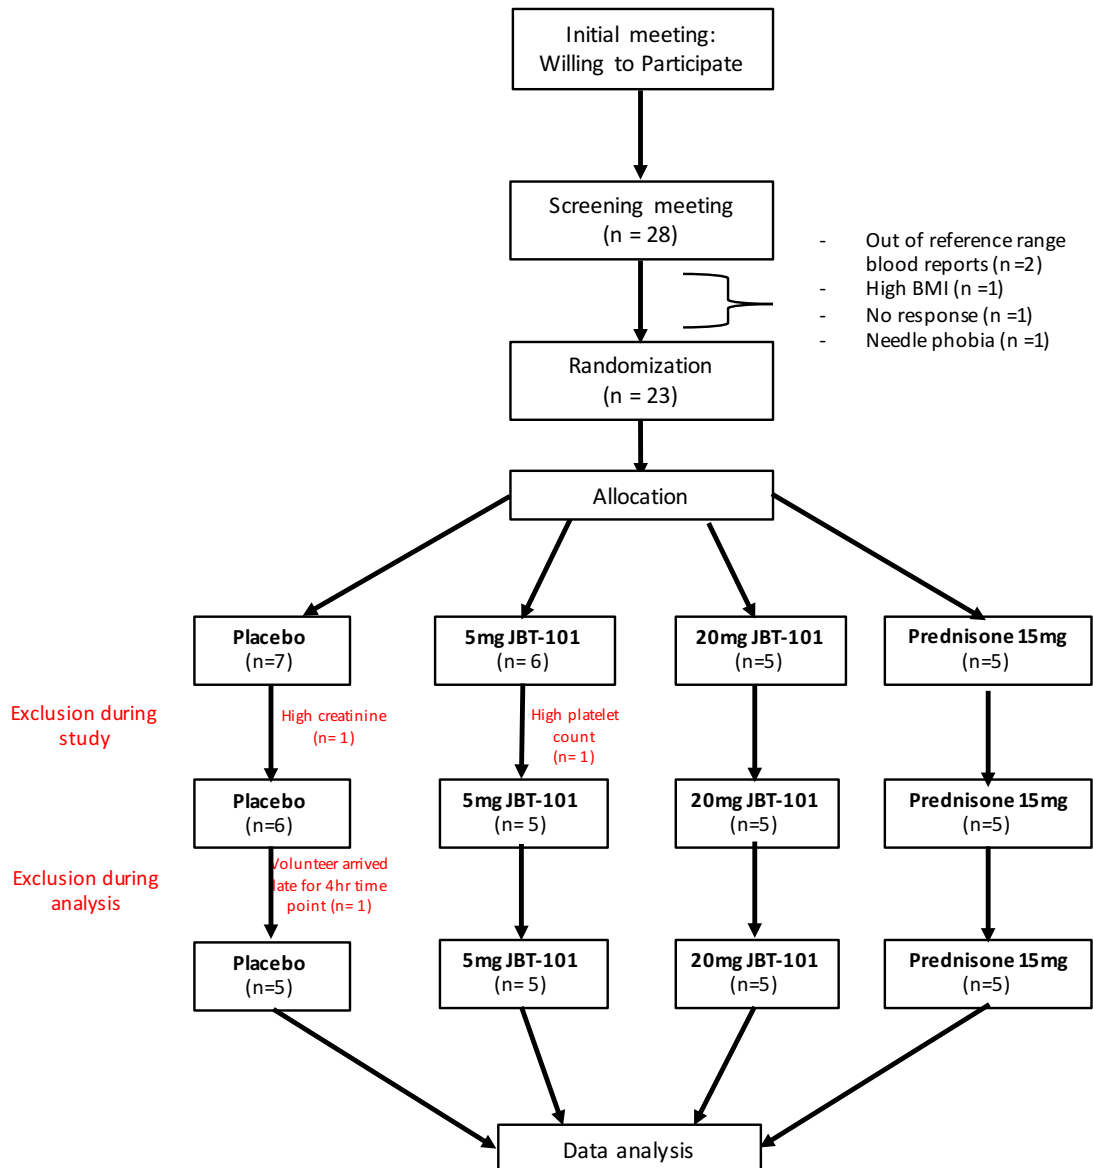 Initial meeting:
Willing to Participate
Screening meeting
(n = 28)
- Out of reference range
blood reports (n =2)
- High BMI (n =1)
- No response (n =1)
- Needle phobia (n =1)
Randomization
(n = 23)
Allocation
Placebo
(n=7)
5mg JBT-101
(n= 6)
20mg JBT-101
(n=5)
Prednisone 15mg
(n=5)
Exclusion during
study
High creatinine
(n= 1)
High platelet
count
(n= 1)
Placebo
(n=6)
5mg JBT-101
(n= 5)
20mg JBT-101
(n=5)
Prednisone 15mg
(n=5)
Exclusion during
analysis
Volunteer arrived
late for 4hr time
point (n= 1)
Placebo
(n=5)
5mg JBT-101
(n= 5)
20mg JBT-101
(n=5)
Prednisone 15mg
(n=5)
Data analysis